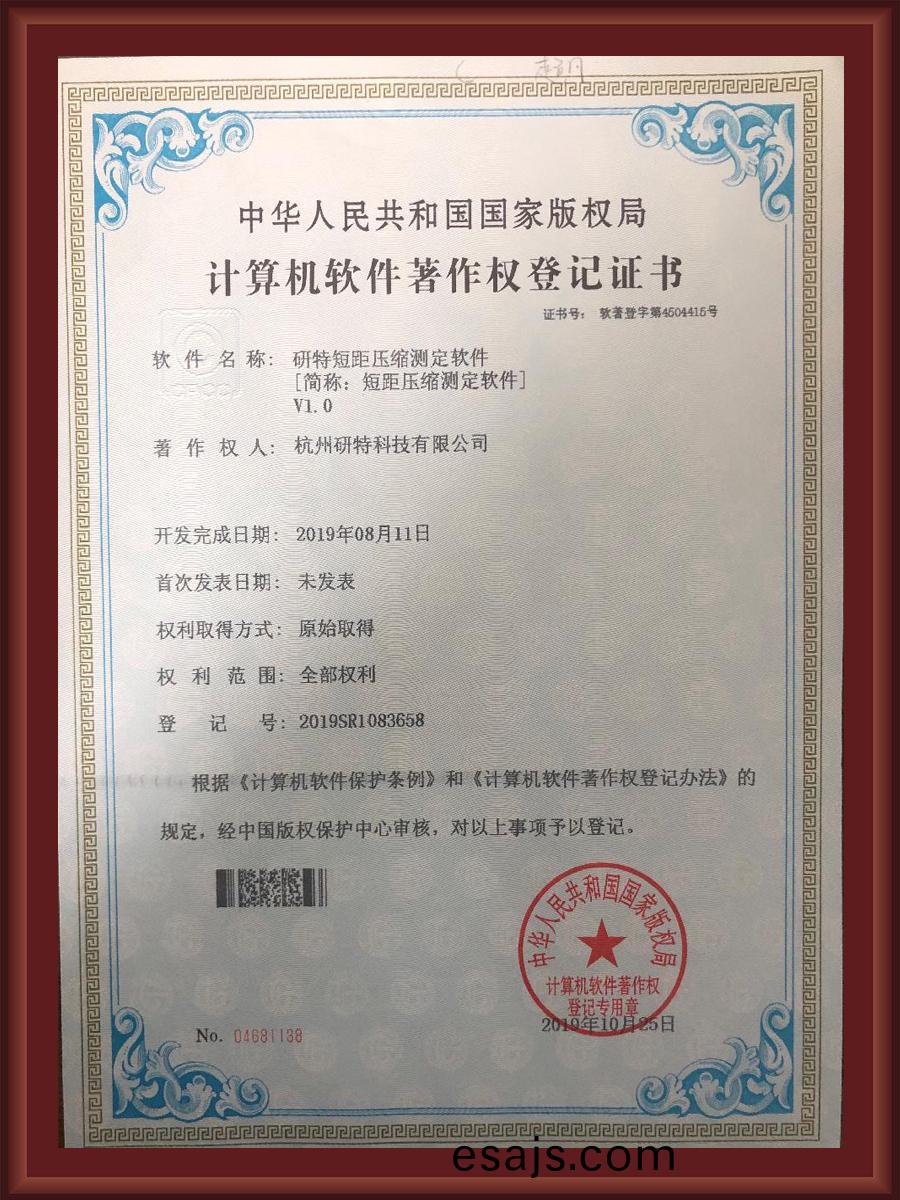 中华人民共和国国家版权局
计算机软件著作权登记证书
证书号： 软著登字第4504415号
软件名称： 研特短距压缩测定软件
[简称：短距压缩测定软件]
V1.0
著作权人： 杭州研特科技有限公司
开发完成日期： 2019年08月11日
首次发表日期： 未发表
权利取得方式： 原始取得
权利范围： 全部权利
登记号： 2019SR1083658
根据《计算机软件保护条例》和《计算机软件著作权登记办法》的
规定，经中国版权保护中心审核，对以上事项予以登记。
中华人民共和国国家版权局
计算机软件著作权
登记专用章
2019年10月25日
No. 04681138
esajs.com